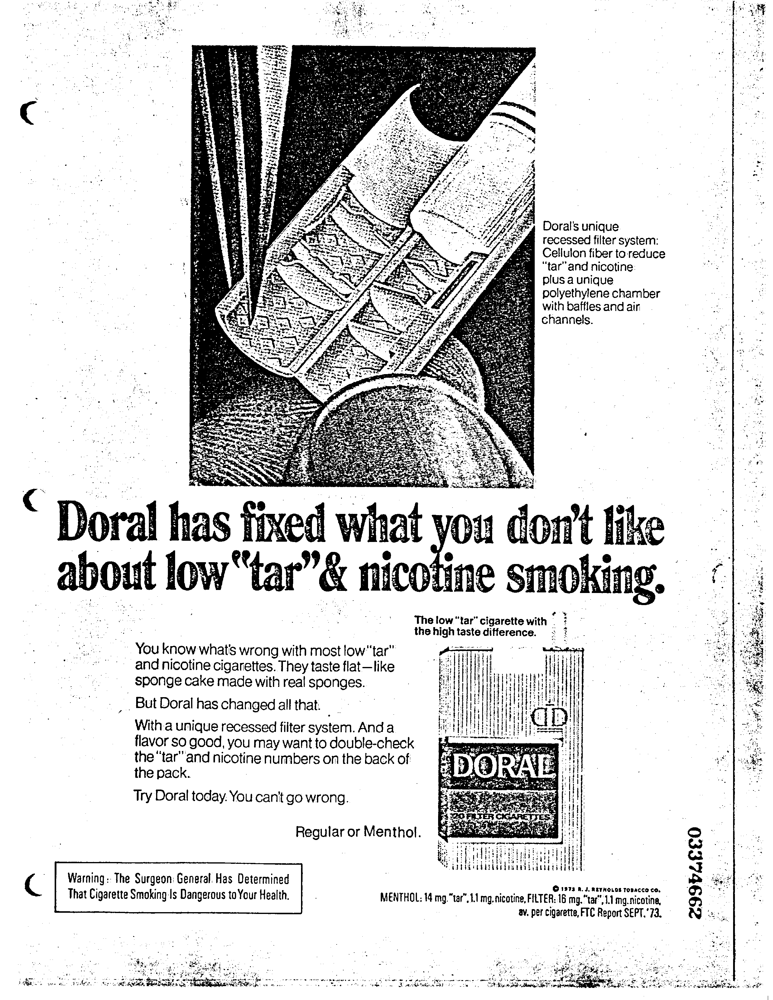 Doral's unique
recessed filter system:
Cellulon fiber to reduce
"tar" and nicotine
plus a unique
polyethylene chamber
with baffles and air
channels.
Doral has fixed what you don't like
about low "tar" & nicotine smoking.
The low "tar" cigarette with
the high taste difference.
You know what's wrong with most low "tar"
and nicotine cigarettes. They taste flat—like
sponge cake made with real sponges.
But Doral has changed all that.
With a unique recessed filter system. And a
flavor so good, you may want to double-check
the "tar" and nicotine numbers on the back of
the pack.
Try Doral today. You can't go wrong.
Regular or Menthol.
DORAL
20 FILTER CIGARETTES
Warning: The Surgeon General Has Determined
That Cigarette Smoking Is Dangerous to Your Health.
© 1973 R. J. REYNOLDS TOBACCO CO.
MENTHOL: 14 mg. "tar", 1.1 mg. nicotine, FILTER: 16 mg. "tar", 1.1 mg. nicotine,
av. per cigarette, FTC Report SEPT. '73.
03374662